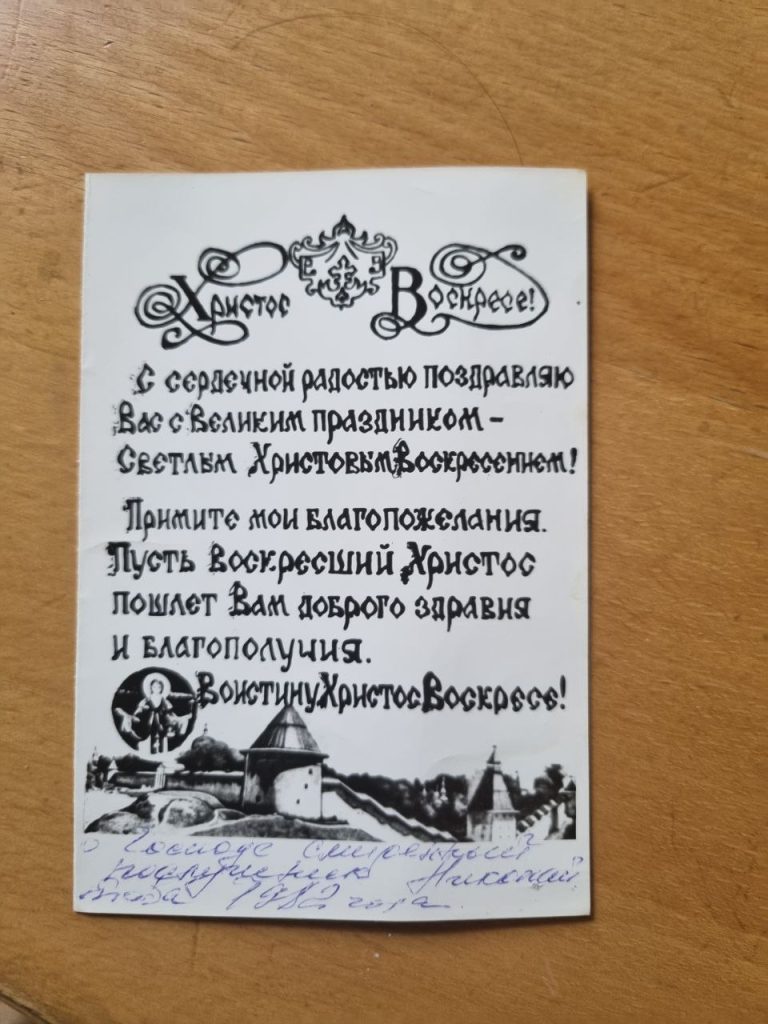 Христос Воскресе!
С сердечной радостью поздравляю
Вас с Великим праздником –
Светлым Христовым Воскресением!
Примите мои благопожелания.
Пусть Воскресший Христос
пошлет Вам доброго здравия
и благополучия.
Воистину Христос Воскресе!
о Господе смиренный
послушник Николай
1982 года